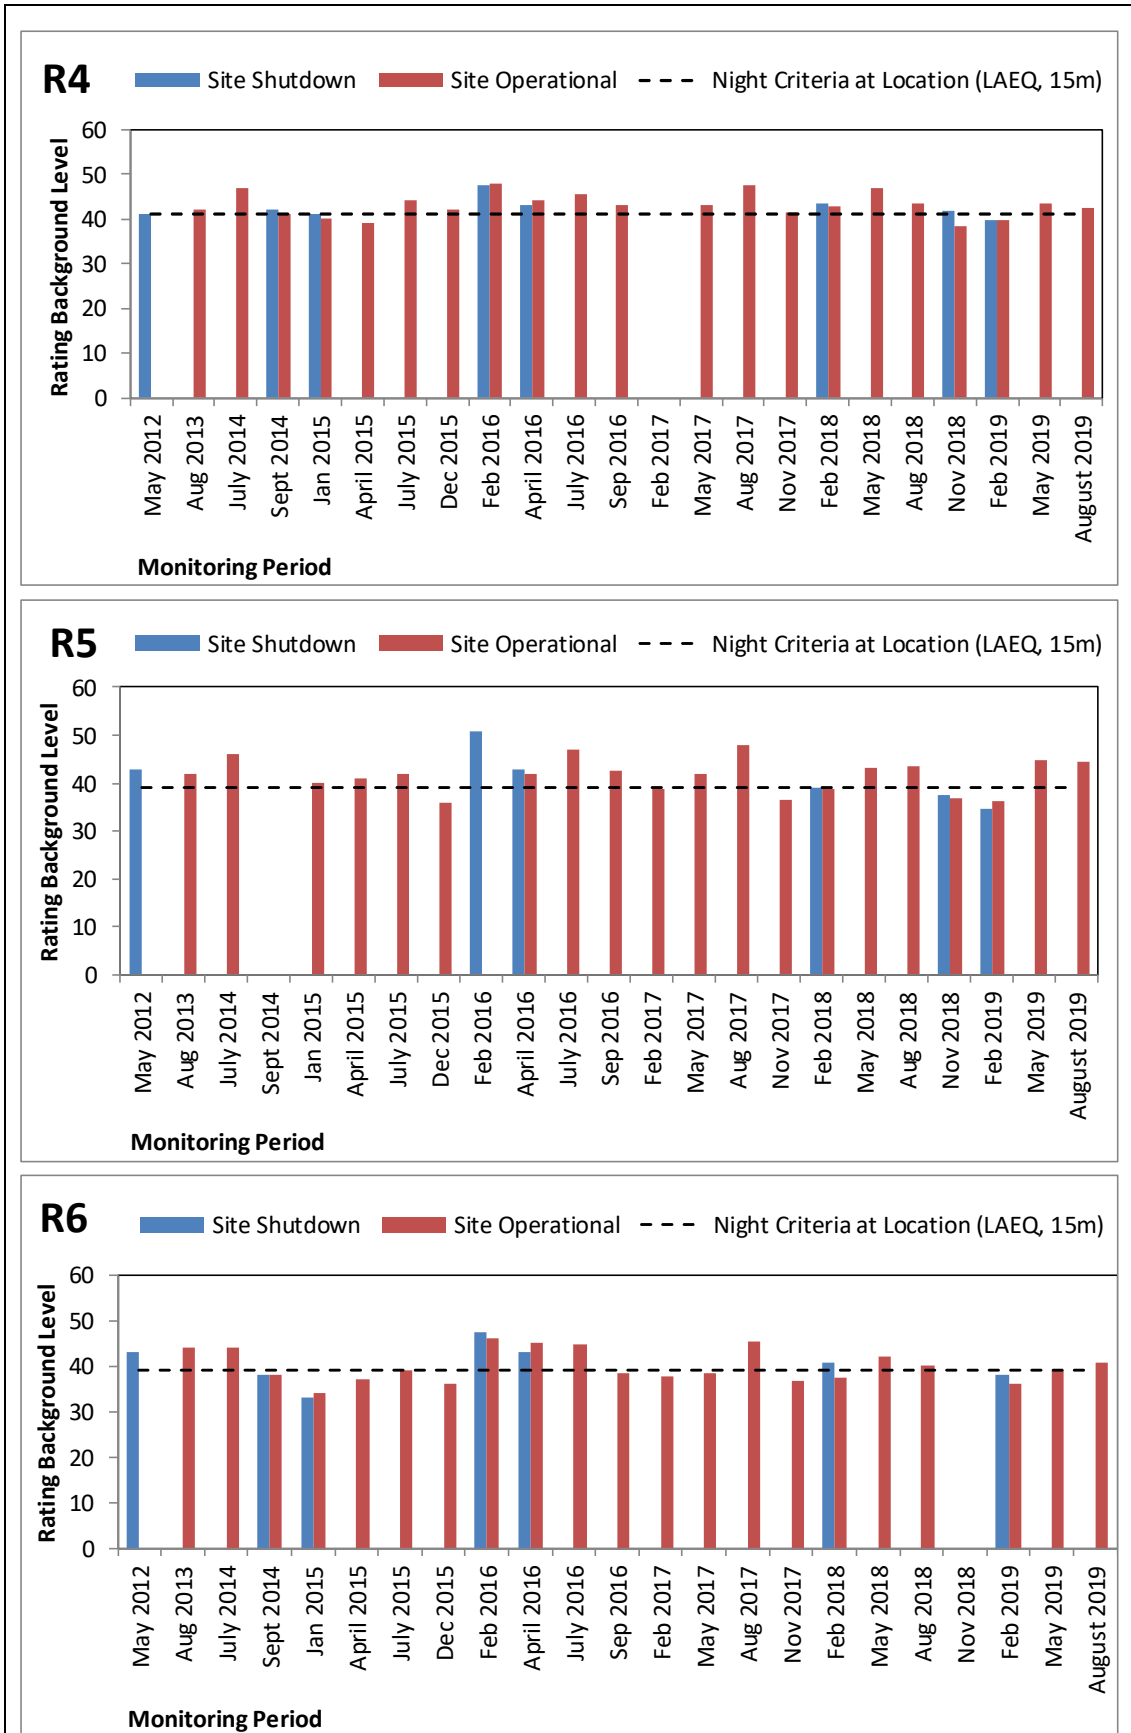 R4 Site Shutdown Site Operational Night Criteria at Location (LAEQ, 15m)
Rating Background Level
60
50
40
30
20
10
0
May 2012
Aug 2013
July 2014
Sept 2014
Jan 2015
April 2015
July 2015
Dec 2015
Feb 2016
April 2016
July 2016
Sep 2016
Feb 2017
May 2017
Aug 2017
Nov 2017
Feb 2018
May 2018
Aug 2018
Nov 2018
Feb 2019
May 2019
August 2019
Monitoring Period
R5 Site Shutdown Site Operational Night Criteria at Location (LAEQ, 15m)
Rating Background Level
60
50
40
30
20
10
0
May 2012
Aug 2013
July 2014
Sept 2014
Jan 2015
April 2015
July 2015
Dec 2015
Feb 2016
April 2016
July 2016
Sep 2016
Feb 2017
May 2017
Aug 2017
Nov 2017
Feb 2018
May 2018
Aug 2018
Nov 2018
Feb 2019
May 2019
August 2019
Monitoring Period
R6 Site Shutdown Site Operational Night Criteria at Location (LAEQ, 15m)
Rating Background Level
60
50
40
30
20
10
0
May 2012
Aug 2013
July 2014
Sept 2014
Jan 2015
April 2015
July 2015
Dec 2015
Feb 2016
April 2016
July 2016
Sep 2016
Feb 2017
May 2017
Aug 2017
Nov 2017
Feb 2018
May 2018
Aug 2018
Nov 2018
Feb 2019
May 2019
August 2019
Monitoring Period